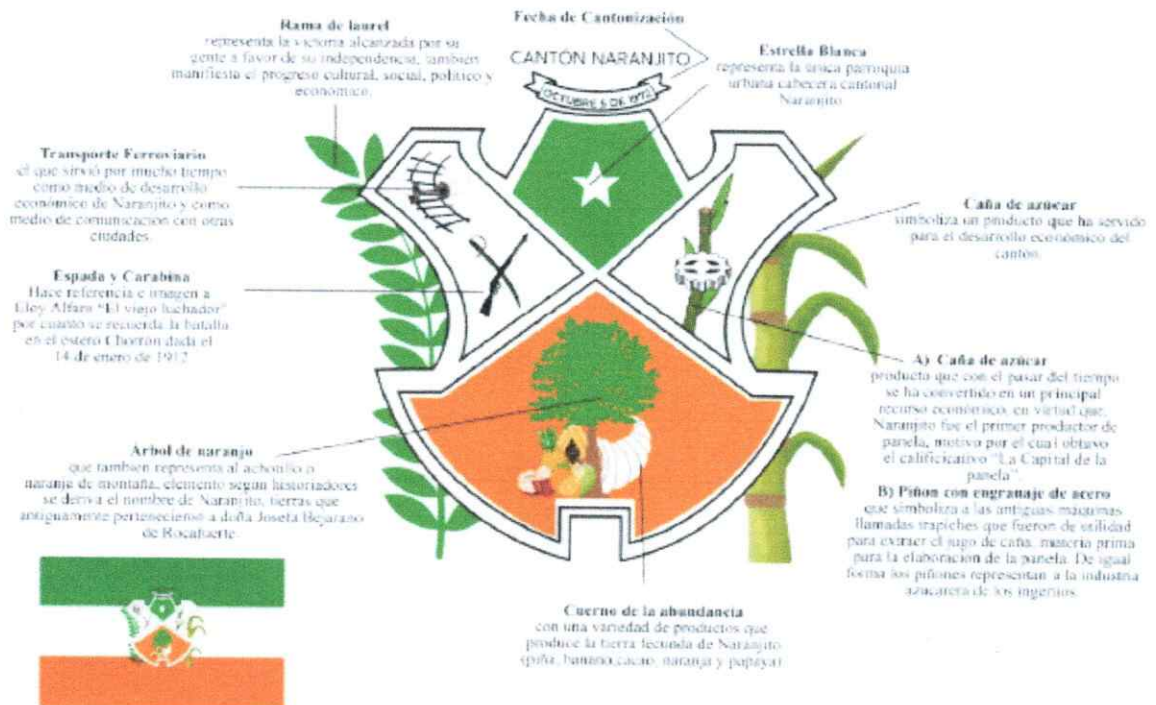 Rama de laurel
representa la victoria alcanzada por su
gente a favor de su independencia, también
manifiesta el progreso cultural, social, político y
económico.
Fecha de Cantonización
CANTÓN NARANJITO
OCTUBRE 5 DE 1972
Estrella Blanca
representa la única parroquia
urbana cabecera cantonal
Naranjito
Transporte Ferroviario
el que sirvió por mucho tiempo
como medio de desarrollo
económico de Naranjito y como
medio de comunicación con otras
ciudades.
Espada y Carabina
Hace referencia e imagen a
Eloy Alfaro "El viejo luchador"
por cuanto se recuerda la batalla
en el estero Chorrón dada el
14 de enero de 1912
Caña de azúcar
simboliza un producto que ha servido
para el desarrollo económico del
cantón.
A) Caña de azúcar
producto que con el pasar del tiempo
se ha convertido en un principal
recurso económico, en virtud que,
Naranjito fue el primer productor de
panela, motivo por el cual obtuvo
el calificicativo "La Capital de la
panela".
B) Piñon con engranaje de acero
que simboliza a las antiguas máquinas
llamadas trapiches que fueron de utilidad
para extraer el jugo de caña, materia prima
para la elaboración de la panela. De igual
forma los piñones representan a la industria
azucarera de los ingenios.
Arbol de naranjo
que tambien representa al achotillo o
naranja de montaña, elemento según historiadores
se deriva el nombre de Naranjito, tierras que
antiguamente pertenecieron a doña Josefa Bejarano
de Rocafuerte.
Cuerno de la abundancia
con una variedad de productos que
produce la tierra fecunda de Naranjito
(piña, banano,cacao, naranja y papaya)